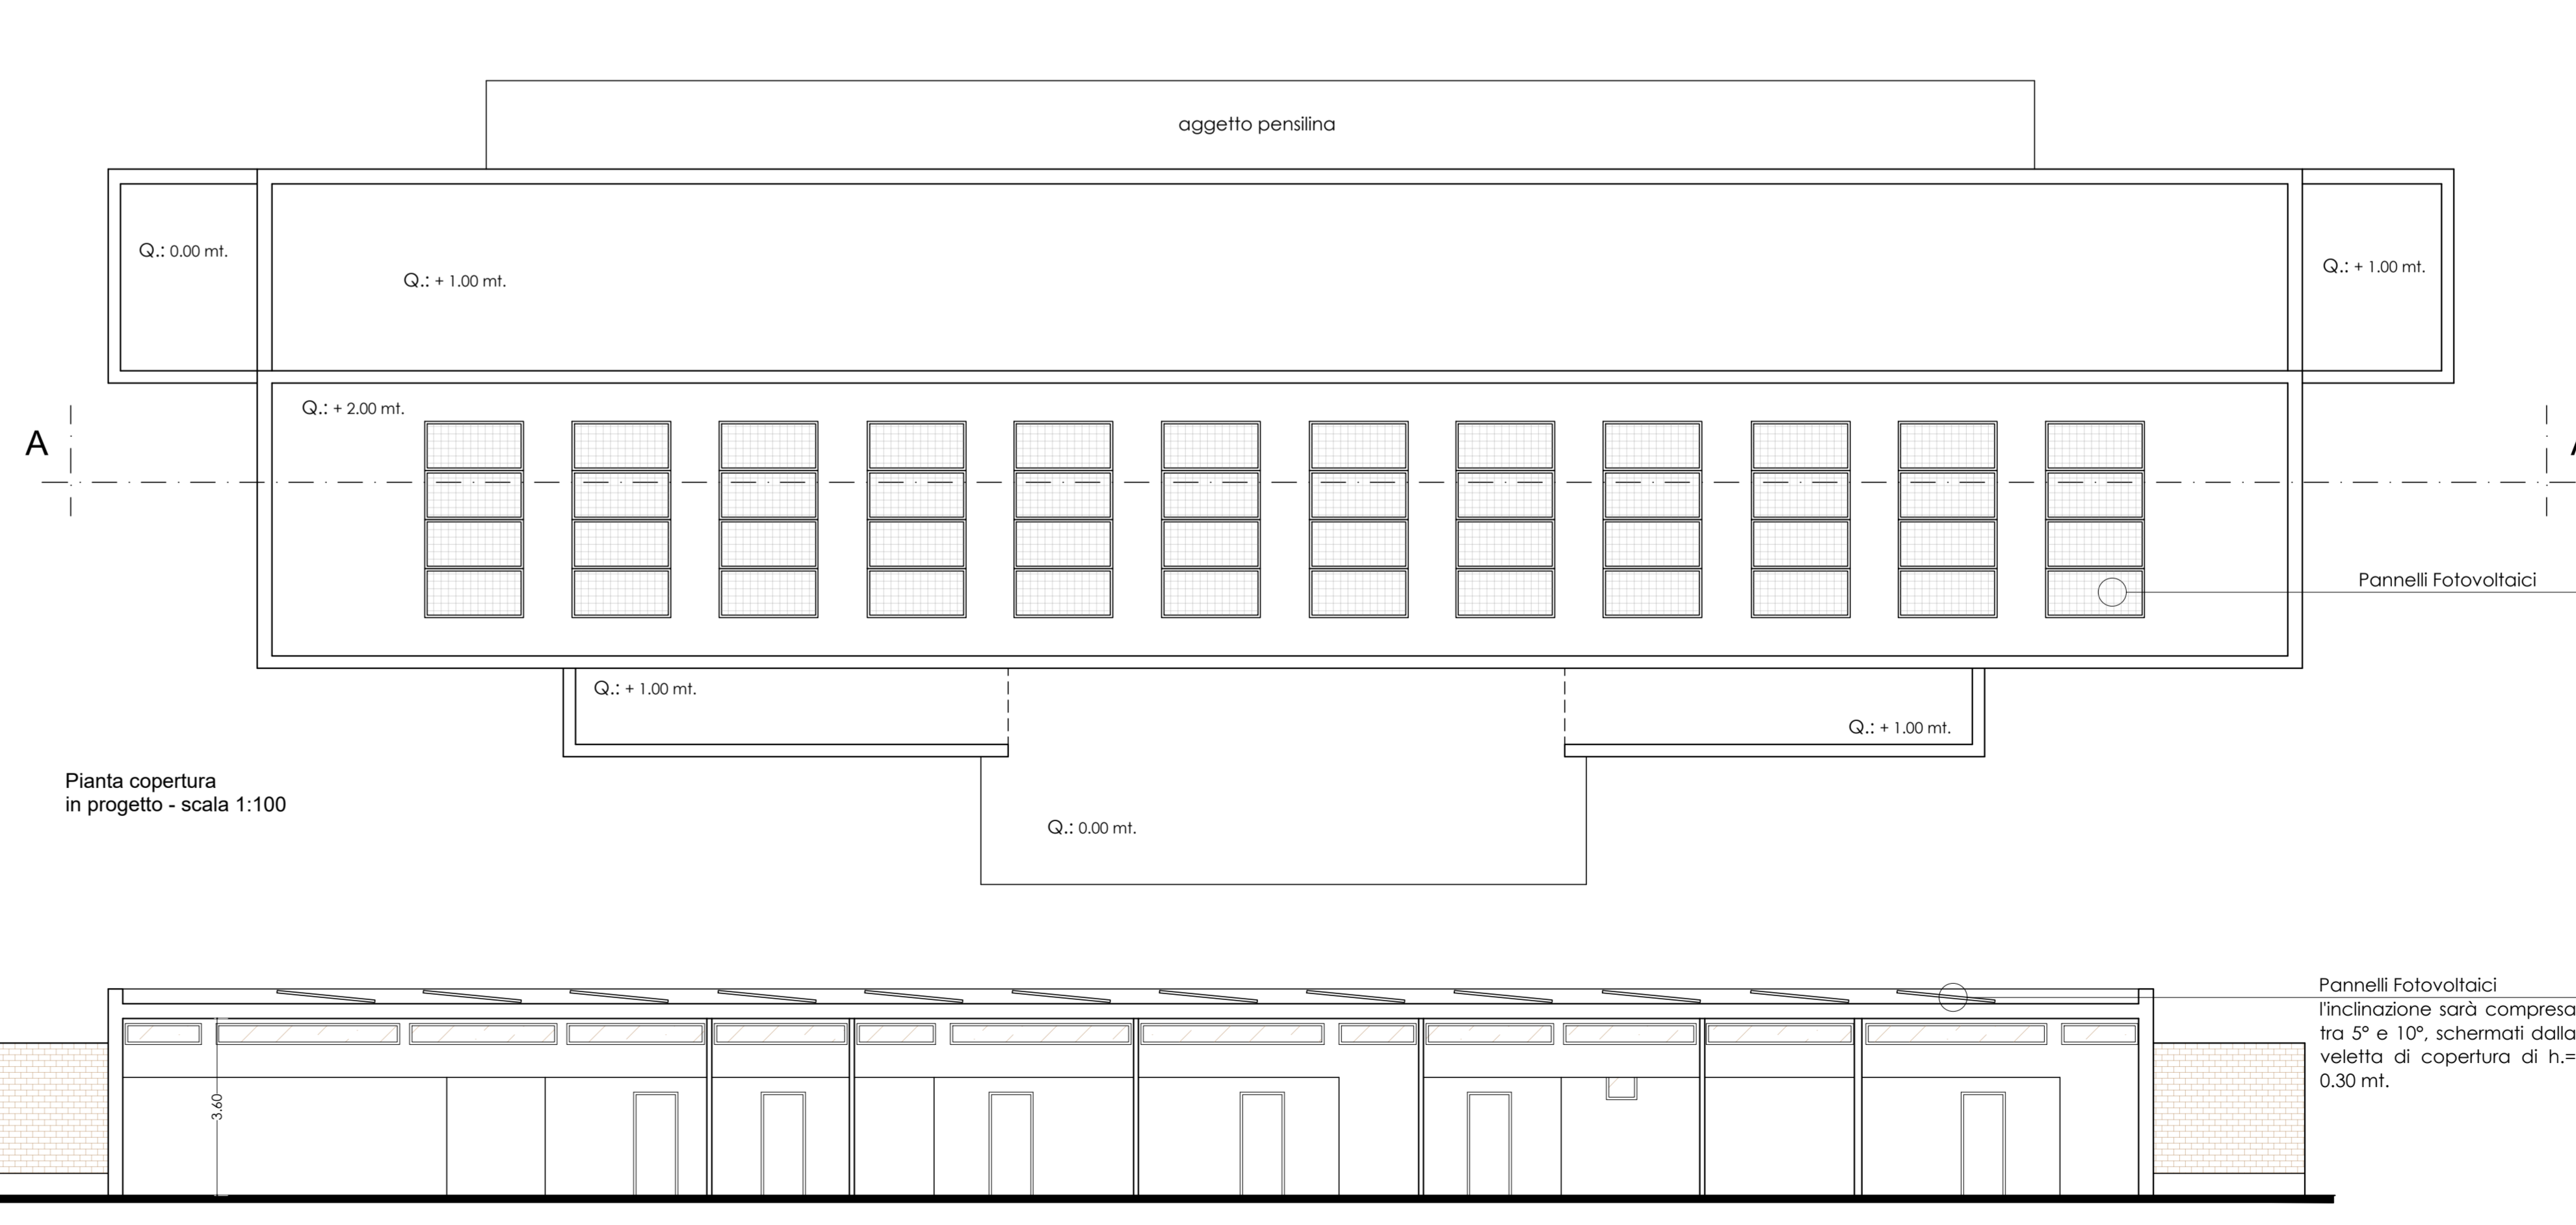 aggetto pensilina
Q.: 0.00 mt.
Q.: + 1.00 mt.
Q.: + 1.00 mt.
Q.: + 2.00 mt.
A
Pannelli Fotovoltaici
Q.: + 1.00 mt.
Q.: + 1.00 mt.
Pianta copertura
in progetto - scala 1:100
Q.: 0.00 mt.
Pannelli Fotovoltaici
l'inclinazione sarà compresa
tra 5° e 10°, schermati dalla
veletta di copertura di h.=
0.30 mt.
3.60